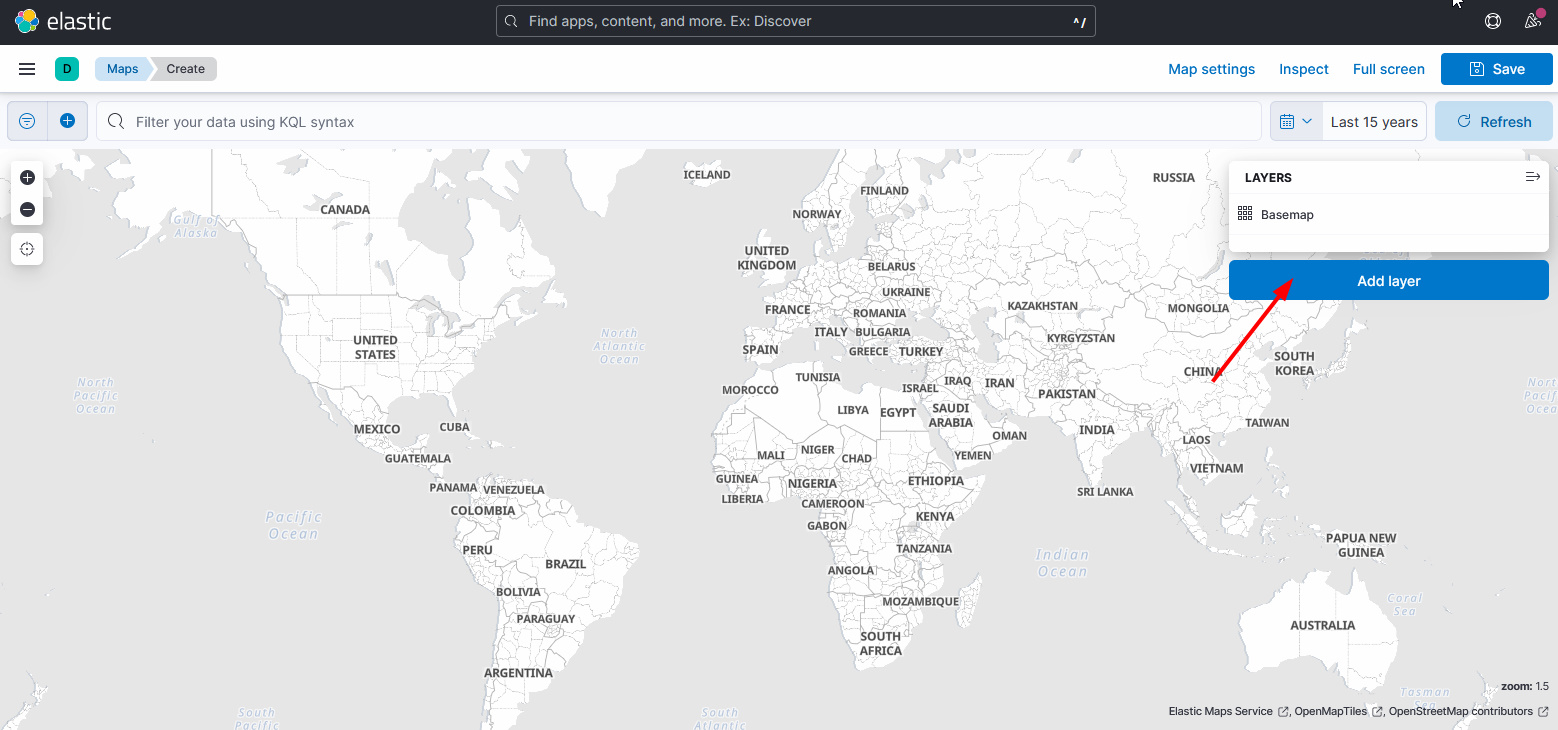 elastic
Find apps, content, and more. Ex: Discover
^/
D
Maps
Create
Map settings
Inspect
Full screen
Save
Filter your data using KQL syntax
Last 15 years
Refresh
LAYERS
Basemap
Add layer
ICELAND
RUSSIA
FINLAND
CANADA
NORWAY
Gulf of
Alaska
UNITED
KINGDOM
BELARUS
UKRAINE
KAZAKHSTAN
MONGOLIA
FRANCE
ROMANIA
ITALY
BULGARIA
North
Atlantic
Ocean
UNITED
STATES
KYRGYZSTAN
SPAIN
GREECE
TURKEY
SOUTH
KOREA
CHINA
TUNISIA
North
Pacific
Ocean
MOROCCO
ISRAEL
IRAQ
IRAN
PAKISTAN
LIBYA
EGYPT
SAUDI
ARABIA
MEXICO
CUBA
TAIWAN
INDIA
OMAN
LAOS
GUATEMALA
MALI
NIGER
CHAD
YEMEN
VIETNAM
GUINEA
NIGERIA
ETHIOPIA
PANAMA
VENEZUELA
LIBERIA
CAMEROON
SRI LANKA
COLOMBIA
GABON
KENYA
Pacific
Ocean
PERU
TANZANIA
PAPUA NEW
GUINEA
BRAZIL
ANGOLA
Indian
Ocean
BOLIVIA
MOZAMBIQUE
Coral
Sea
PARAGUAY
AUSTRALIA
SOUTH
AFRICA
ARGENTINA
zoom: 1.5
Tasman
South
Pacific
South
Atlantic
Elastic Maps Service , OpenMapTiles , OpenStreetMap contributors